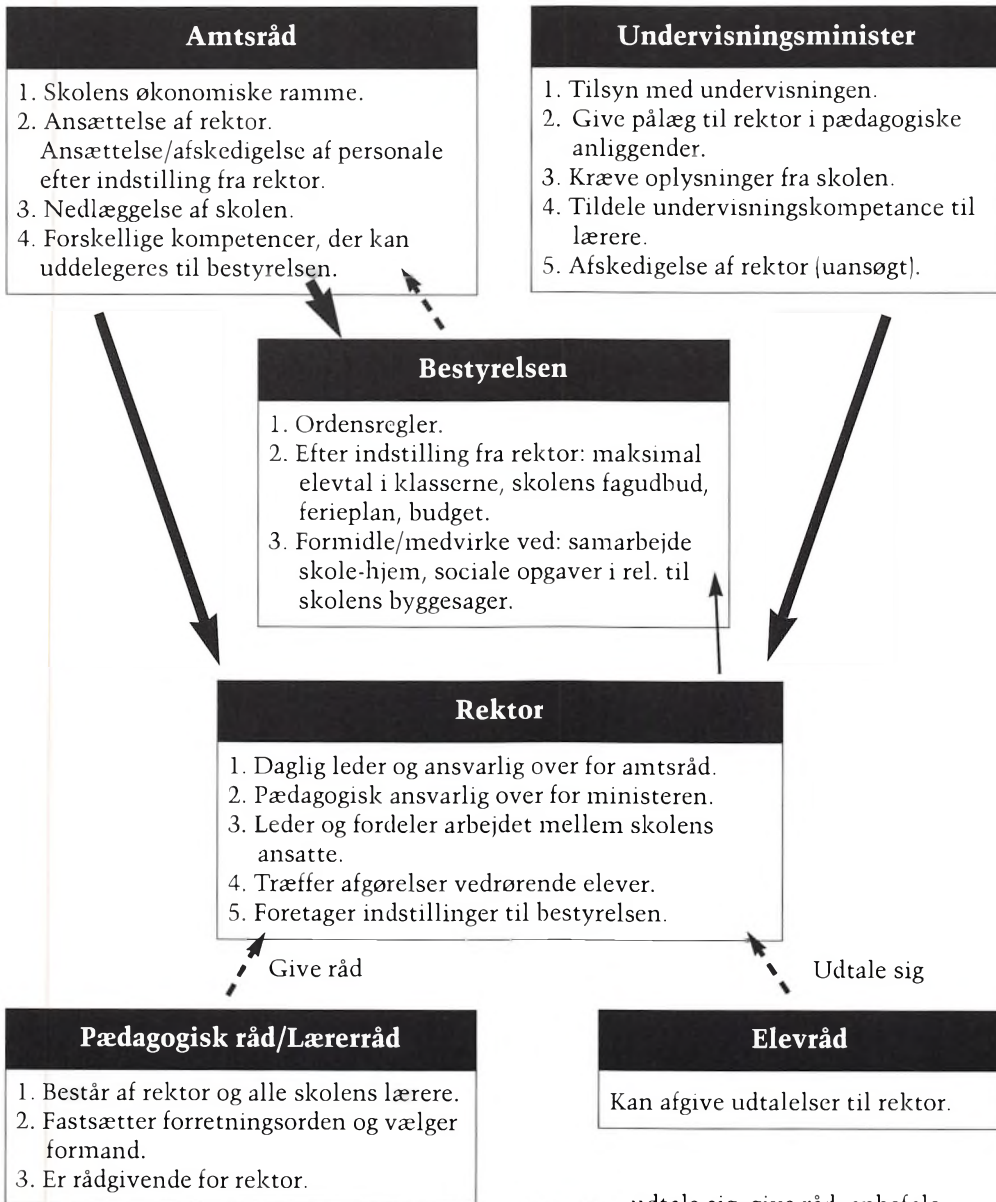 Amtsråd
1. Skolens økonomiske ramme.
2. Ansættelse af rektor.
Ansættelse/afskedigelse af personale
efter indstilling fra rektor.
3. Nedlæggelse af skolen.
4. Forskellige kompetencer, der kan
uddelegeres til bestyrelsen.
Undervisningsminister
1. Tilsyn med undervisningen.
2. Give pålæg til rektor i pædagogiske
anliggender.
3. Kræve oplysninger fra skolen.
4. Tildele undervisningskompetance til
lærere.
5. Afskedigelse af rektor (uansøgt).
Bestyrelsen
1. Ordensregler.
2. Efter indstilling fra rektor: maksimal
elevtal i klasserne, skolens fagudbud,
ferieplan, budget.
3. Formidle/medvirke ved: samarbejde
skole-hjem, sociale opgaver i rel. til
skolens byggesager.
Rektor
1. Daglig leder og ansvarlig over for amtsråd.
2. Pædagogisk ansvarlig over for ministeren.
3. Leder og fordeler arbejdet mellem skolens
ansatte.
4. Træffer afgørelser vedrørende elever.
5. Foretager indstillinger til bestyrelsen.
Give råd
Udtale sig
Pædagogisk råd/Lærerråd
1. Består af rektor og alle skolens lærere.
2. Fastsætter forretningsorden og vælger
formand.
3. Er rådgivende for rektor.
Elevråd
Kan afgive udtalelser til rektor.
udtale sig, give råd, anbefale